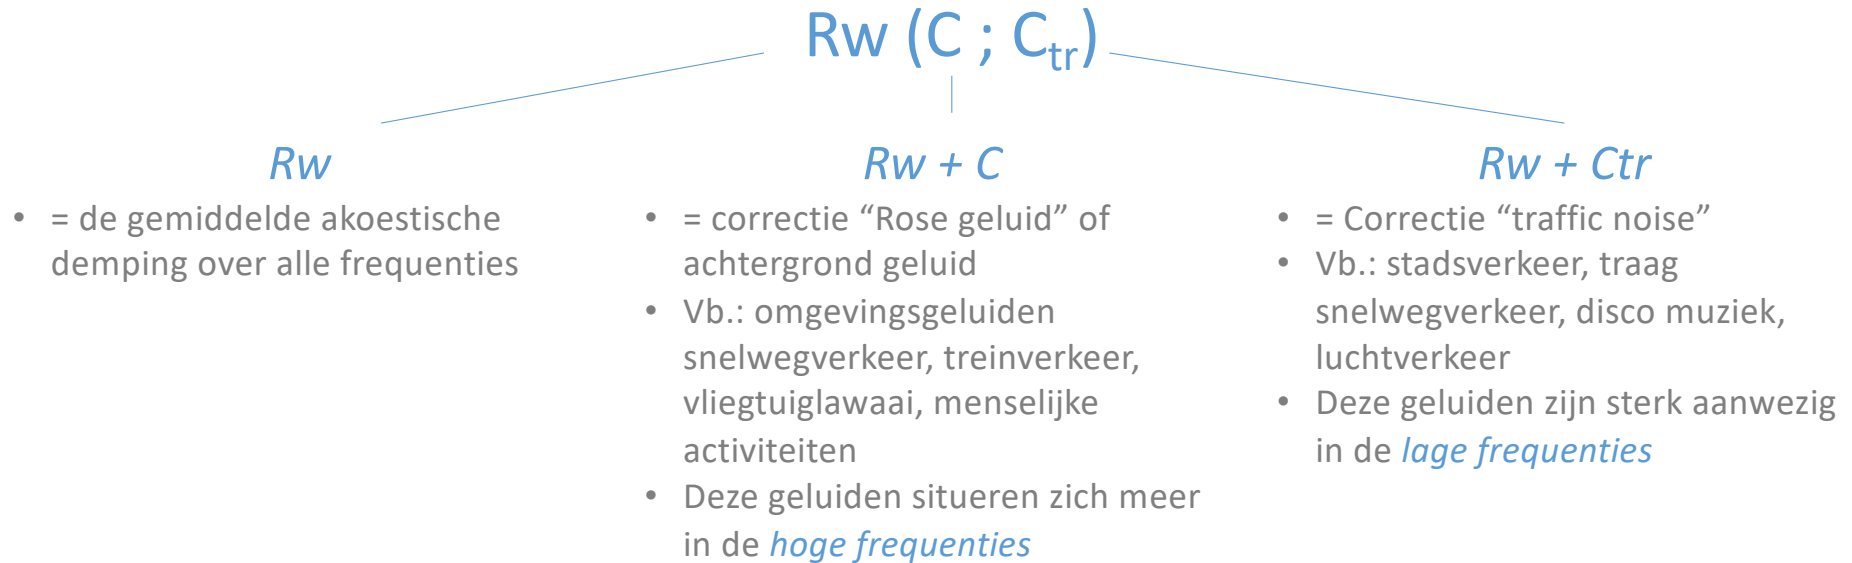 Rw (C ; Ctr)
Rw
• = de gemiddelde akoestische
demping over alle frequenties
Rw + C
• = correctie “Rose geluid” of
achtergrond geluid
• Vb.: omgevingsgeluiden
snelwegverkeer, treinverkeer,
vliegtuiglawaai, menselijke
activiteiten
• Deze geluiden situeren zich meer
in de hoge frequenties
Rw + Ctr
• = Correctie “traffic noise”
• Vb.: stadsverkeer, traag
snelwegverkeer, disco muziek,
luchtverkeer
• Deze geluiden zijn sterk aanwezig
in de lage frequenties